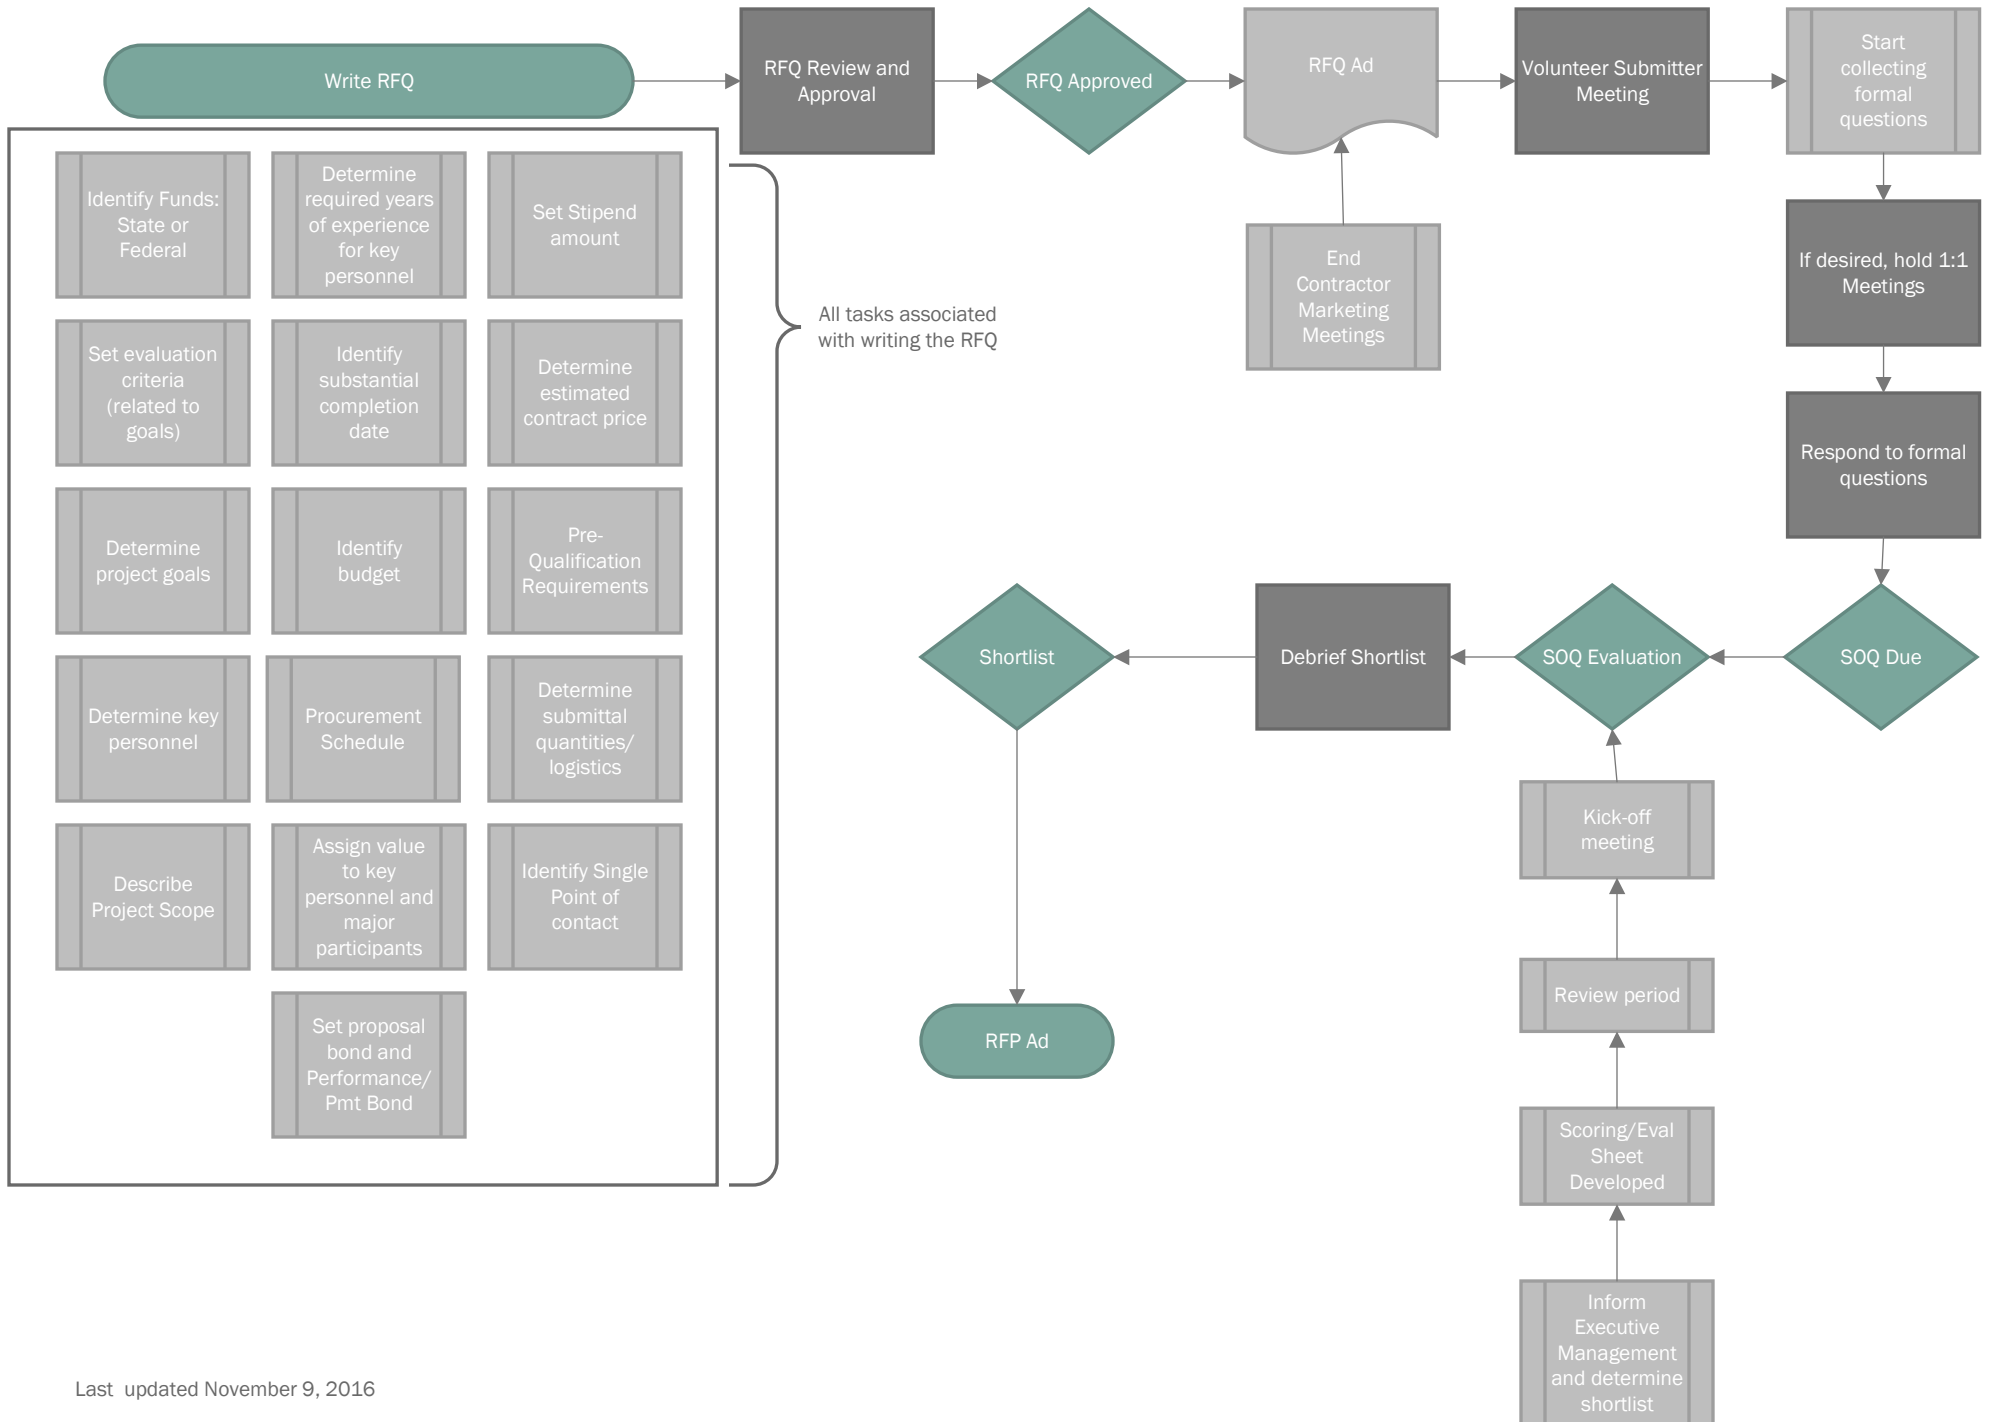 Write RFQ
RFQ Review and
Approval
RFQ Approved
RFQ Ad
Volunteer Submitter
Meeting
Start
collecting
formal
questions
Identify Funds:
State or
Federal
Determine
required years
of experience
for key
personnel
Set Stipend
amount
All tasks associated
with writing the RFQ
End
Contractor
Marketing
Meetings
If desired, hold 1:1
Meetings
Set evaluation
criteria
(related to
goals)
Identify
substantial
completion
date
Determine
estimated
contract price
Respond to formal
questions
Determine
project goals
Identify
budget
Pre-
Qualification
Requirements
Shortlist
Debrief Shortlist
SOQ Evaluation
SOQ Due
Determine key
personnel
Procurement
Schedule
Determine
submittal
quantities/
logistics
Kick-off
meeting
Describe
Project Scope
Assign value
to key
personnel and
major
participants
Identify Single
Point of
contact
Review period
Set proposal
bond and
Performance/
Pmt Bond
RFP Ad
Scoring/Eval
Sheet
Developed
Inform
Executive
Management
and determine
shortlist
Last  updated November 9, 2016